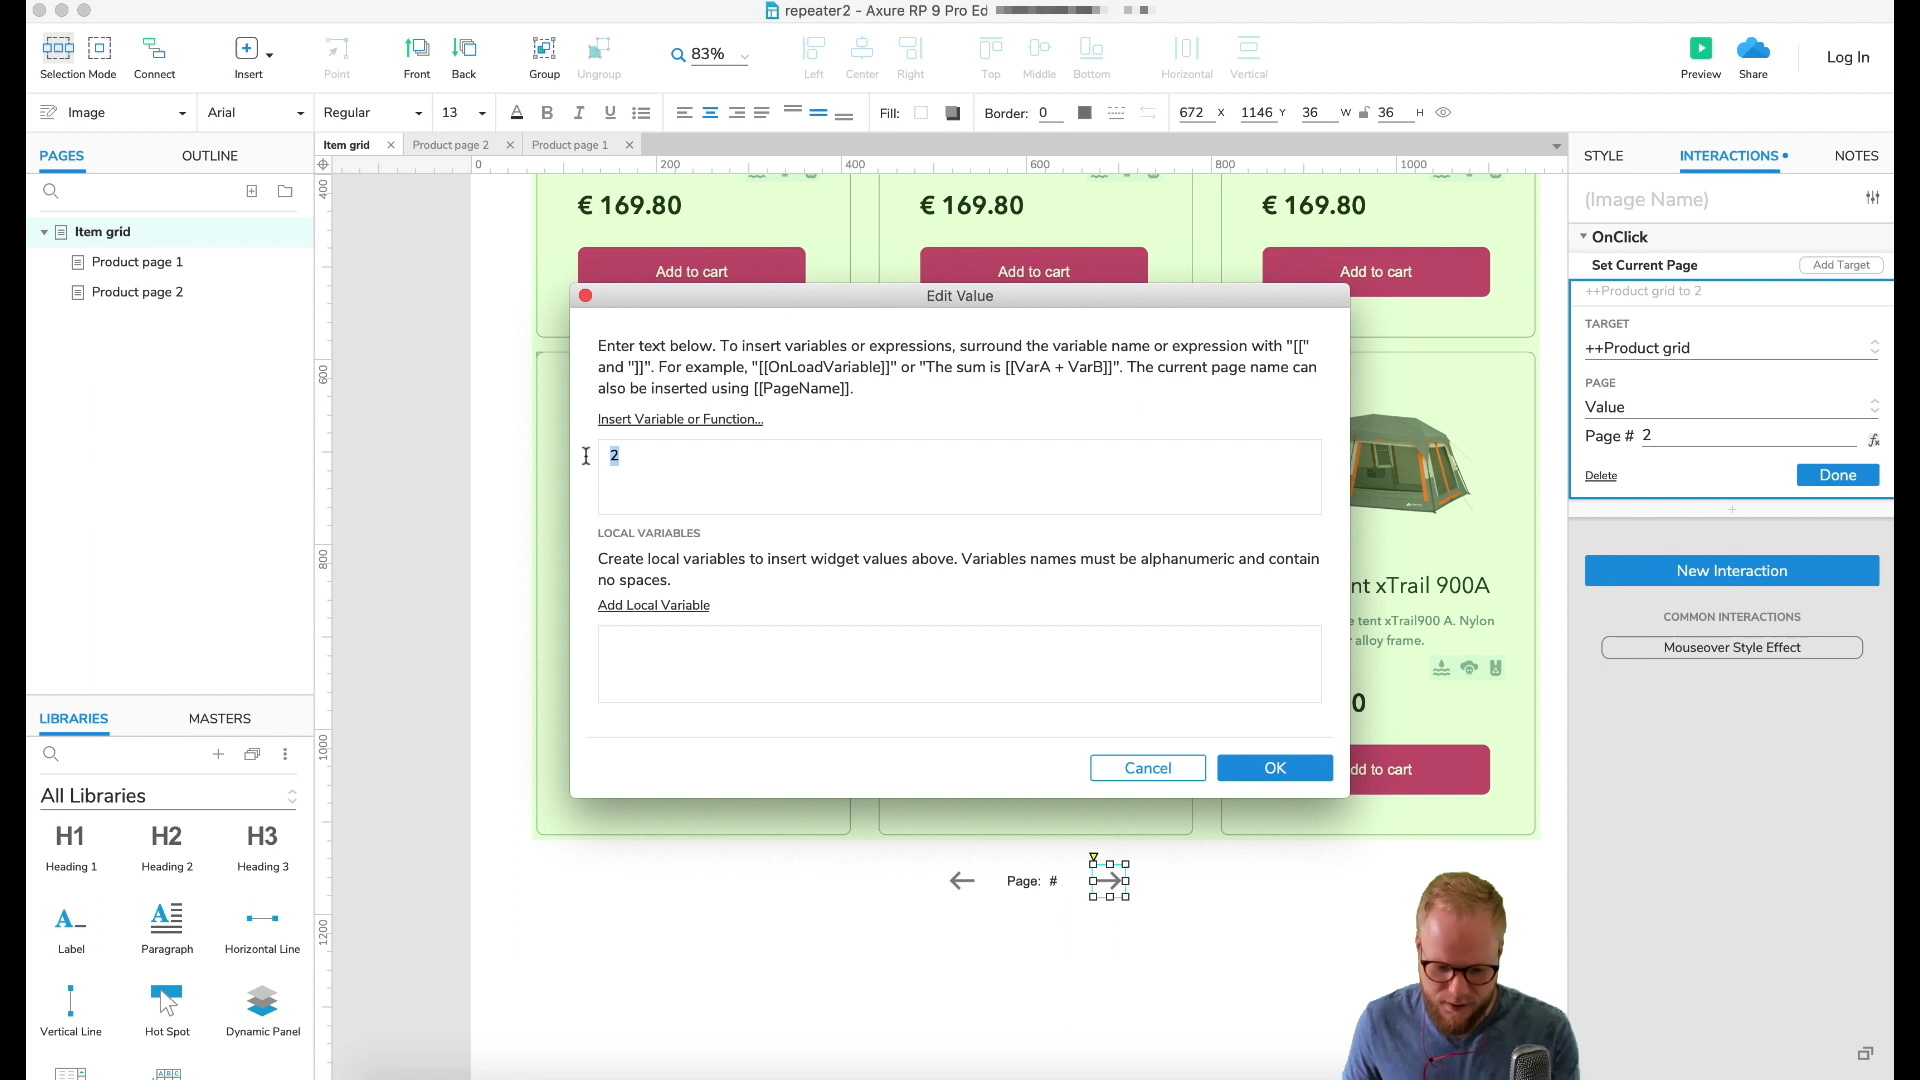 repeater2 - Axure RP 9 Pro Ed
Selection Mode
Connect
Insert
Point
Front
Back
Group
Ungroup
83%
Left
Center
Right
Top
Middle
Bottom
Horizontal
Vertical
Preview
Share
Log In
Image
Arial
Regular
13
Fill:
Border: 0
672 X
1146 Y
36 W
36 H
PAGES
OUTLINE
Item grid
Product page 1
Product page 2
Item grid
Page 2
Page 1
0
200
400
600
800
1000
400
600
800
1000
1200
€ 169.80
€ 169.80
€ 169.80
Add to cart
Add to cart
Add to cart
Edit Value
Enter text below. To insert variables or expressions, surround the variable name or expression with "[["
and "]]". For example, "[[OnLoadVariable]]" or "The sum is [[VarA + VarB]]". The current page name can
also be inserted using [[PageName]].
Insert Variable or Function...
2
LOCAL VARIABLES
Create local variables to insert widget values above. Variables names must be alphanumeric and contain
no spaces.
Add Local Variable
Cancel
OK
nt xTrail 900A
e tent xTrail900 A. Nylon
alloy frame.
0
dd to cart
Page: #
LIBRARIES
MASTERS
All Libraries
H1
H2
H3
Heading 1
Heading 2
Heading 3
Label
Paragraph
Horizontal Line
Vertical Line
Hot Spot
Dynamic Panel
STYLE
INTERACTIONS
NOTES
(Image Name)
OnClick
Set Current Page
Add Target
++Product grid to 2
TARGET
++Product grid
PAGE
Value
Page # 2
fx
Delete
Done
New Interaction
COMMON INTERACTIONS
Mouseover Style Effect